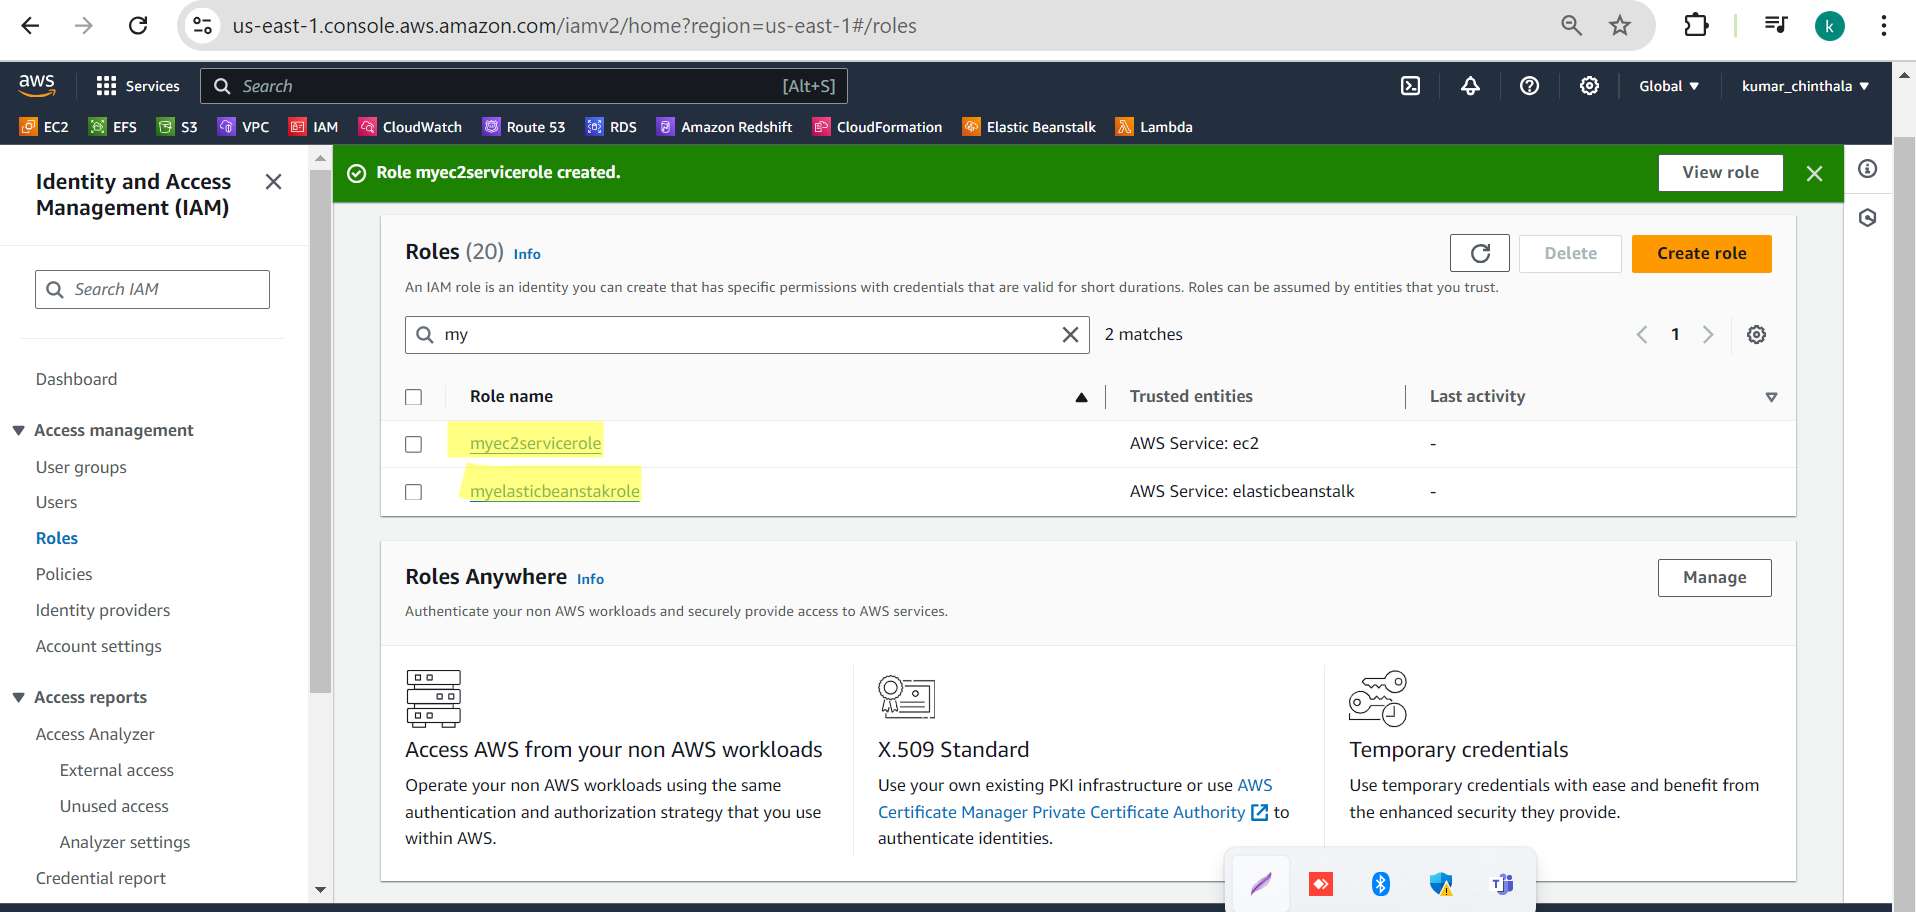 us-east-1.console.aws.amazon.com/iamv2/home?region=us-east-1#/roles
k
aws
Services
Search
[Alt+S]
Global
kumar_chinthala
EC2
EFS
S3
VPC
IAM
CloudWatch
Route 53
RDS
Amazon Redshift
CloudFormation
Elastic Beanstalk
Lambda
Identity and Access
Management (IAM)
Search IAM
Dashboard
Access management
User groups
Users
Roles
Policies
Identity providers
Account settings
Access reports
Access Analyzer
External access
Unused access
Analyzer settings
Credential report
Role myec2servicerole created.
View role
Roles (20) Info
Delete
Create role
An IAM role is an identity you can create that has specific permissions with credentials that are valid for short durations. Roles can be assumed by entities that you trust.
my
2 matches
1
Role name
Trusted entities
Last activity
myec2servicerole
AWS Service: ec2
-
myelasticbeanstakrole
AWS Service: elasticbeanstalk
-
Roles Anywhere Info
Manage
Authenticate your non AWS workloads and securely provide access to AWS services.
Access AWS from your non AWS workloads
Operate your non AWS workloads using the same
authentication and authorization strategy that you use
within AWS.
X.509 Standard
Use your own existing PKI infrastructure or use AWS
Certificate Manager Private Certificate Authority to
authenticate identities.
Temporary credentials
Use temporary credentials with ease and benefit from
the enhanced security they provide.